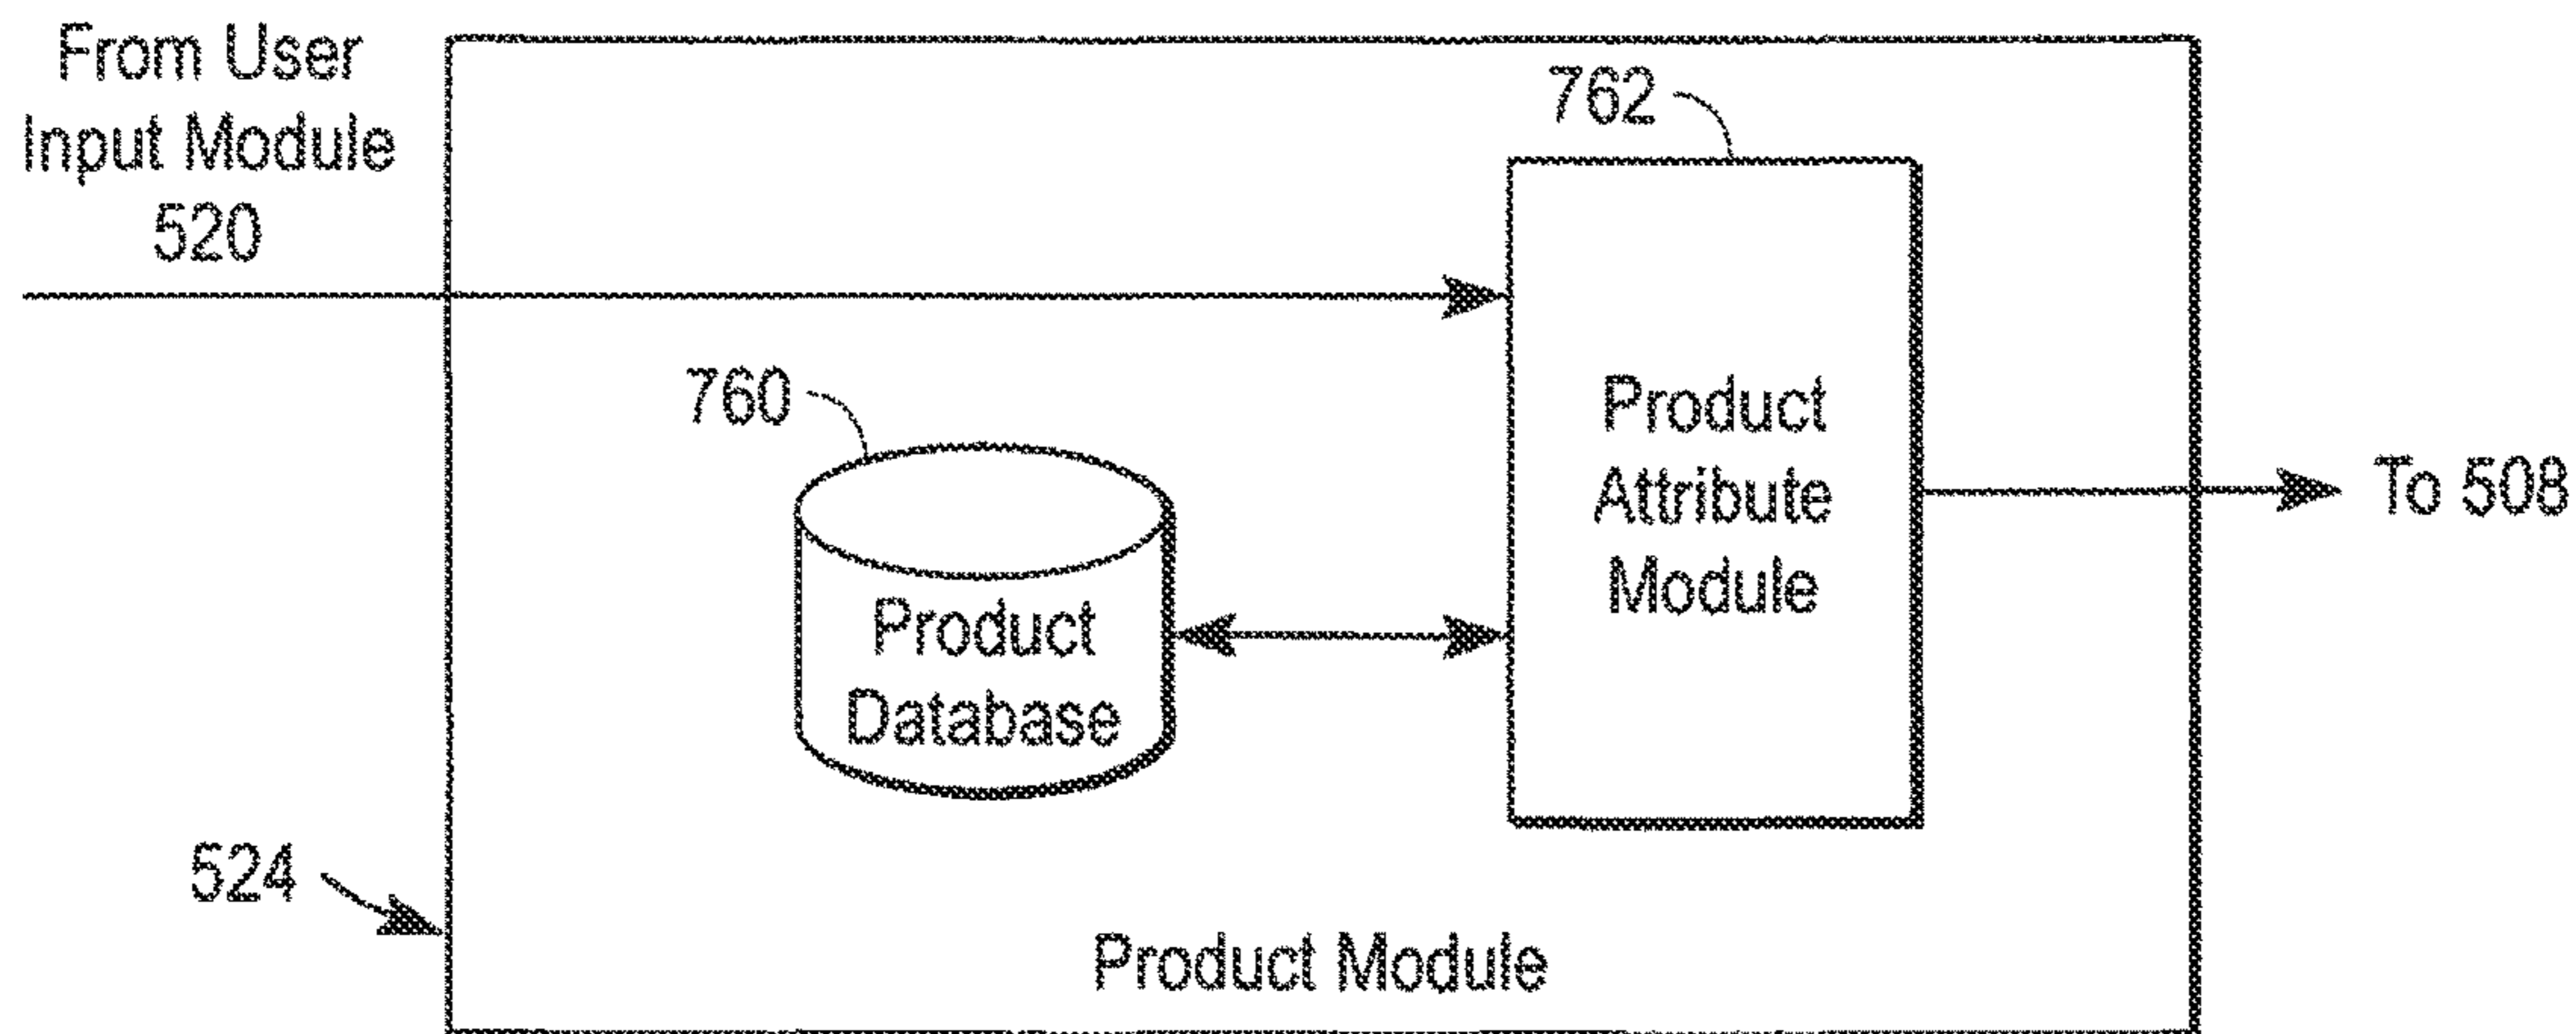 From User
Input Module
520
762
760
Product
Attribute
Module
To 508
Product
Database
524
Product Module